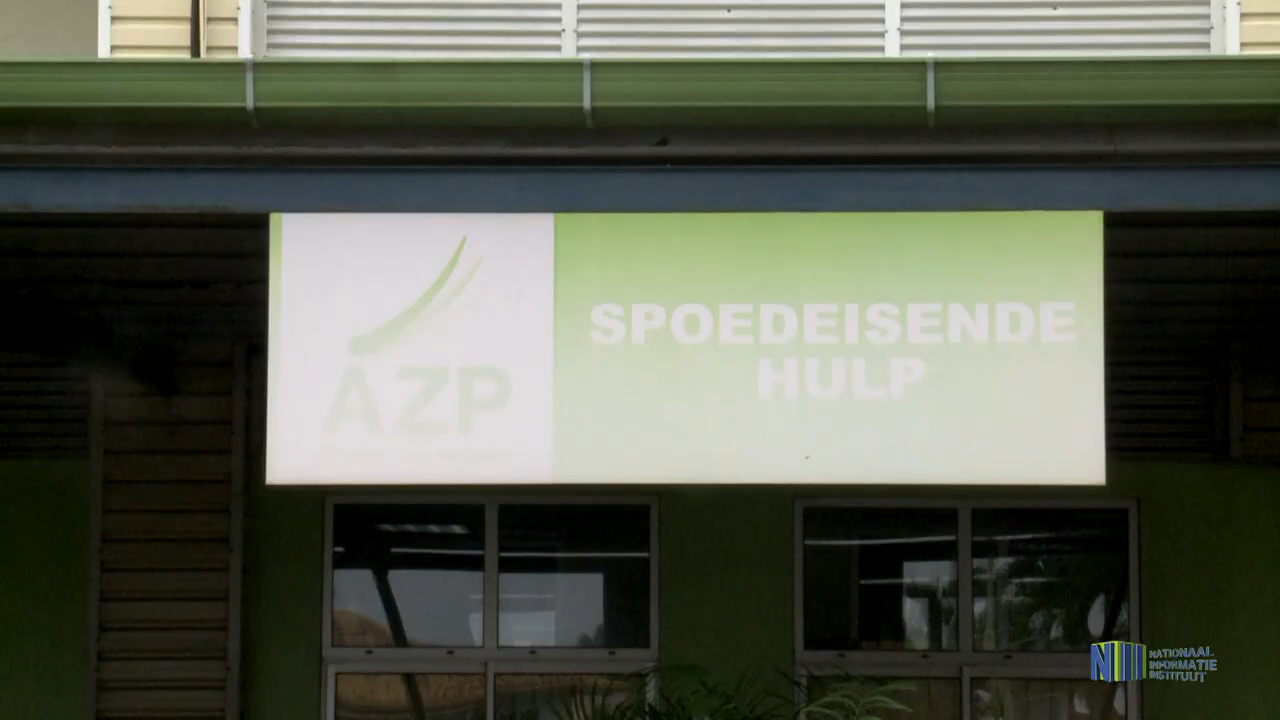 AZP
SPOEDEISENDE
HULP
NATIONAAL
INFORMATIE
INSTITUUT